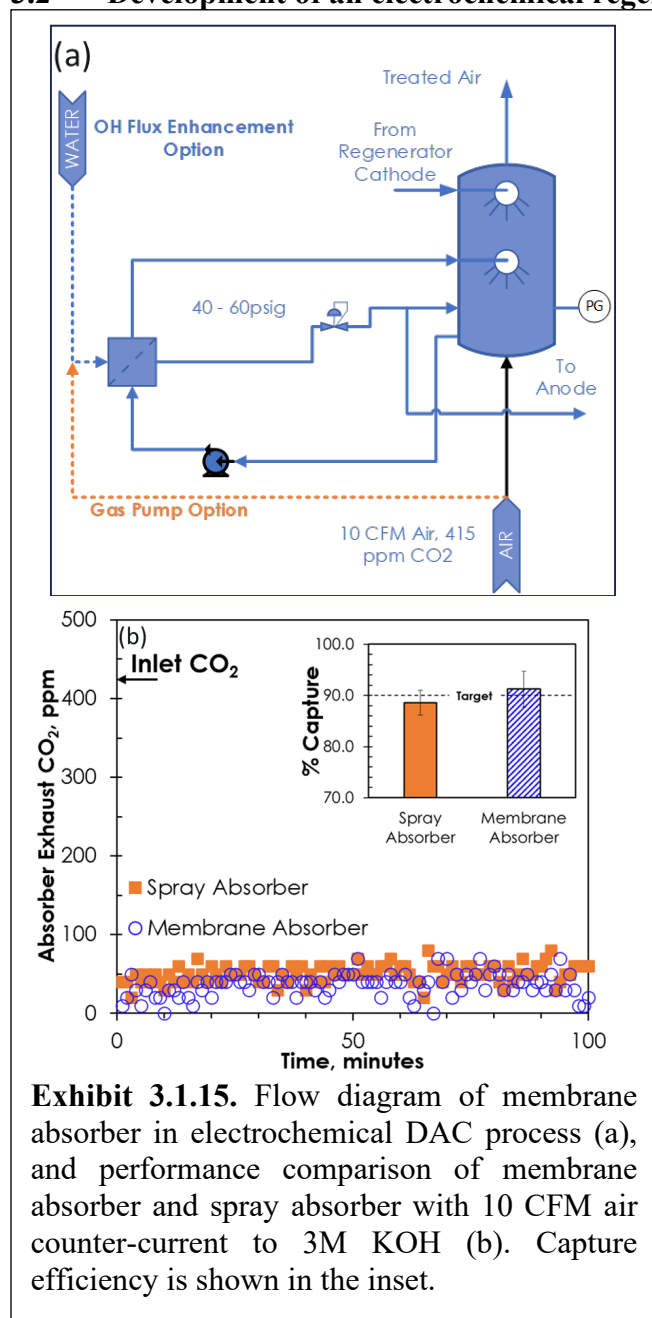 3.2 Development of an electrochemical rege
(a)
Treated Air
WATER
OH Flux Enhancement
Option
From
Regenerator
Cathode
40 - 60psig
PG
To
Anode
Gas Pump Option
10 CFM Air, 415
ppm CO2
AIR
(b)
500
400
300
200
100
0
Absorber Exhaust CO₂, ppm
Inlet CO₂
100.0
90.0
80.0
70.0
% Capture
Target
Spray
Absorber
Membrane
Absorber
Spray Absorber
Membrane Absorber
0
50
100
Time, minutes
Exhibit 3.1.15. Flow diagram of membrane
absorber in electrochemical DAC process (a),
and performance comparison of membrane
absorber and spray absorber with 10 CFM air
counter-current to 3M KOH (b). Capture
efficiency is shown in the inset.